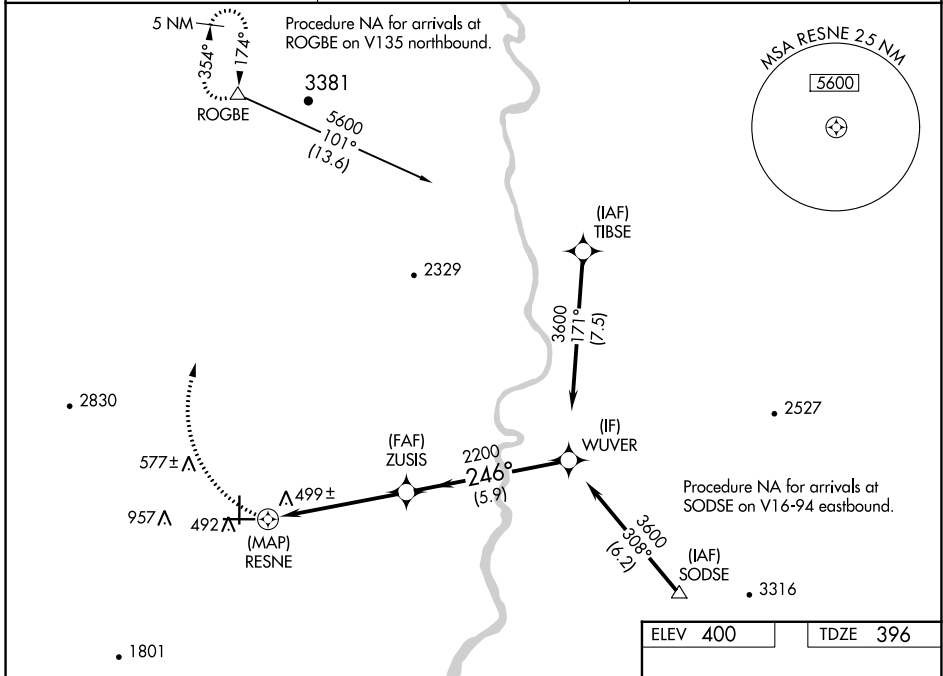 5 NM
354°
174°
ROGBE
Procedure NA for arrivals at
ROGBE on V135 northbound.
3381
5600
101°
(13.6)
MSA RESNE 25 NM
5600
(IAF)
TIBSE
2329
3600
171°
(7.5)
2830
2527
(IF)
WUVER
(FAF)
ZUSIS
2200
246°
(5.9)
577±
499±
957
492
(MAP)
RESNE
Procedure NA for arrivals at
SODSE on V16-94 eastbound.
3600
308°
(6.2)
(IAF)
SODSE
3316
1801
ELEV 400
TDZE 396